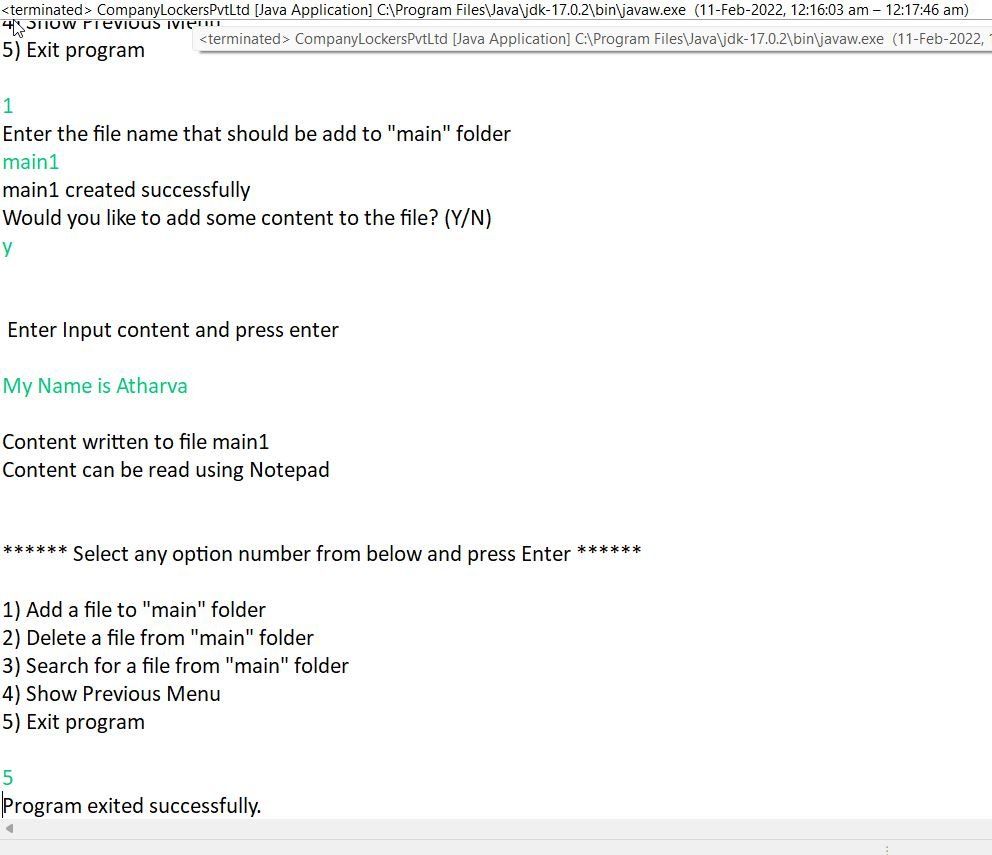 <terminated> CompanyLockersPvtLtd [Java Application] C:\Program Files\Java\jdk-17.0.2\bin\javaw.exe (11-Feb-2022, 12:16:03 am – 12:17:46 am)
4) Show Previous Menu
<terminated> CompanyLockersPvtLtd [Java Application] C:\Program Files\Java\jdk-17.0.2\bin\javaw.exe (11-Feb-2022,
5) Exit program
1
Enter the file name that should be add to "main" folder
main1
main1 created successfully
Would you like to add some content to the file? (Y/N)
y
Enter Input content and press enter
My Name is Atharva
Content written to file main1
Content can be read using Notepad
****** Select any option number from below and press Enter ******
1) Add a file to "main" folder
2) Delete a file from "main" folder
3) Search for a file from "main" folder
4) Show Previous Menu
5) Exit program
5
Program exited successfully.